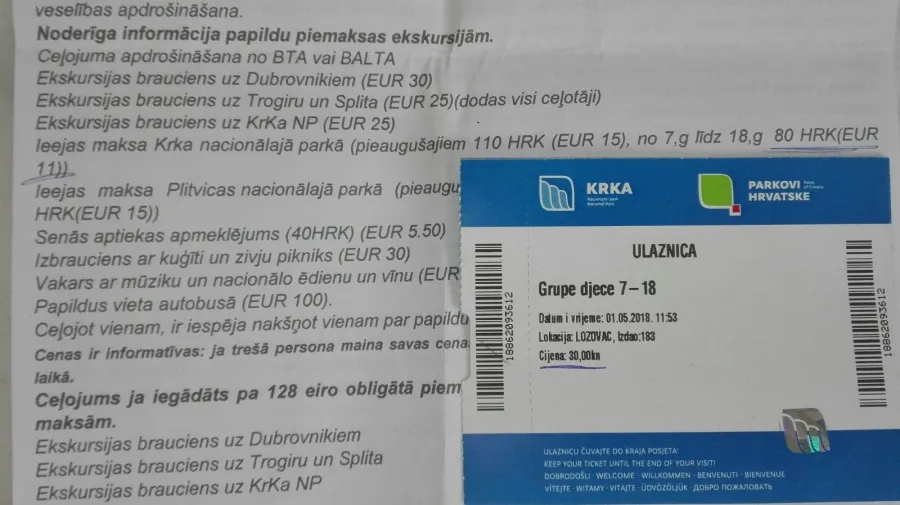 veselības apdrošināšana.
Noderīga informācija papildu piemaksas ekskursijām.
Ceļojuma apdrošināšana no BTA vai BALTA
Ekskursijas brauciens uz Dubrovnikiem (EUR 30)
Ekskursijas brauciens uz Trogiru un Splita (EUR 25)(dodas visi ceļotāji)
Ekskursijas brauciens uz KrKa NP (EUR 25)
Ieejas maksa Krka nacionālajā parkā (pieaugušajiem 110 HRK (EUR 15), no 7,g līdz 18,g 80 HRK(EUR
11))
Ieejas maksa Plitvicas nacionālajā parkā (pieaugu
HRK(EUR 15))
Senās aptiekas apmeklējums (40HRK) (EUR 5.50)
Izbrauciens ar kuģīti un zivju pikniks (EUR 30)
Vakars ar mūziku un nacionālo ēdienu un vīnu (EUR
Papildus vieta autobusā (EUR 100).
Ceļojot vienam, ir iespēja nakšņot vienam par papildu
Cenas ir informatīvas: ja trešā persona maina savas cena
laikā.
Ceļojums ja iegādāts pa 128 eiro obligātā piem
maksām.
Ekskursijas brauciens uz Dubrovnikiem
Ekskursijas brauciens uz Trogiru un Splita
Ekskursijas brauciens uz KrKa NP
KRKA
Nacionalni park
National Park
PARKOVI
HRVATSKE
Parks of Croatia
ULAZNICA
Grupe djece 7-18
Datum i vrijeme: 01.05.2018. 11:53
Lokacija: LOZOVAC, Izdao:183
Cijena: 30,00kn
18862093612
18862093612
ULAZNICU ČUVAJTE DO KRAJA POSJETA!
KEEP YOUR TICKET UNTIL THE END OF YOUR VISIT!
DOBRODOŠLI · WELCOME · WILLKOMMEN · BENVENUTI · BIENVENUE
VÍTEJTE · WITAMY · VITAJTE · ÜDVÖZÖLJÜK · ДОБРО ПОЖАЛОВАТЬ